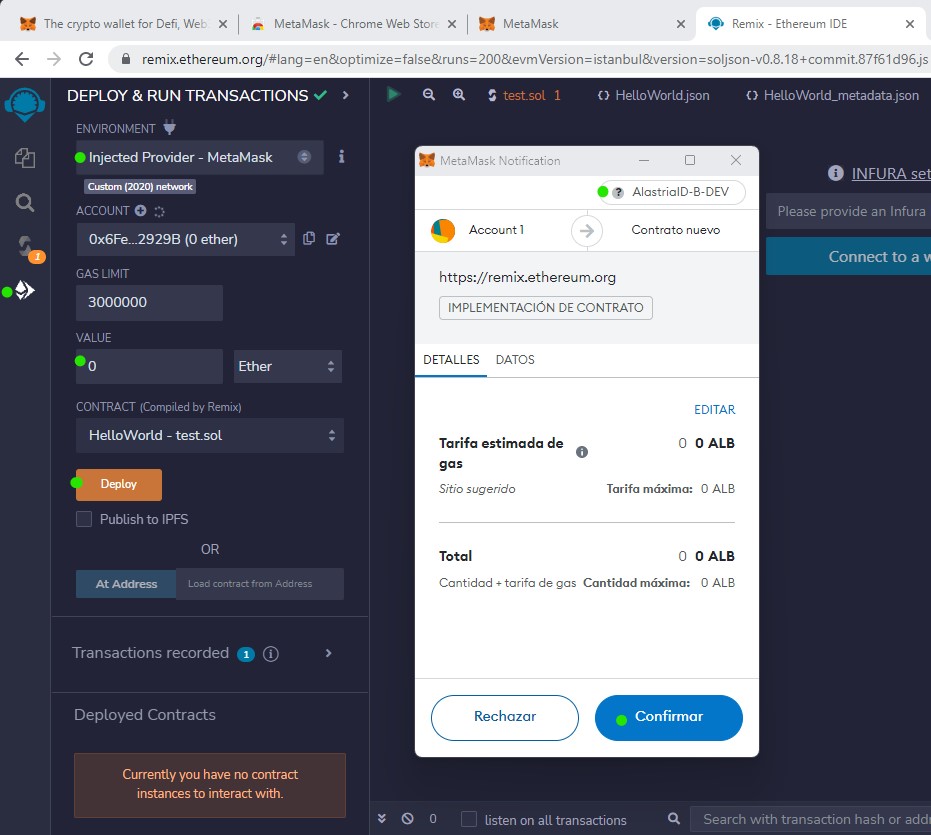 The crypto wallet for Defi, Web
MetaMask - Chrome Web Store
MetaMask
Remix - Ethereum IDE
remix.ethereum.org/#lang=en&optimize=false&runs=200&evmVersion=istanbul&version=soljson-v0.8.18+commit.87f61d96.js
DEPLOY & RUN TRANSACTIONS
ENVIRONMENT
Injected Provider - MetaMask
Custom (2020) network
ACCOUNT
0x6Fe...2929B (0 ether)
GAS LIMIT
3000000
VALUE
0
Ether
CONTRACT (Compiled by Remix)
HelloWorld - test.sol
Deploy
Publish to IPFS
OR
At Address
Load contract from Address
Transactions recorded 1
Deployed Contracts
Currently you have no contract
instances to interact with.
1
test.sol 1
HelloWorld.json
HelloWorld_metadata.json
MetaMask Notification
AlastriaID-B-DEV
Account 1
Contrato nuevo
https://remix.ethereum.org
IMPLEMENTACIÓN DE CONTRATO
DETALLES
DATOS
EDITAR
Tarifa estimada de
gas
0 0 ALB
Sitio sugerido
Tarifa máxima: 0 ALB
Total
0 0 ALB
Cantidad + tarifa de gas
Cantidad máxima: 0 ALB
Rechazar
Confirmar
INFURA set
Please provide an Infura
Connect to a w
0
listen on all transactions
Search with transaction hash or addr